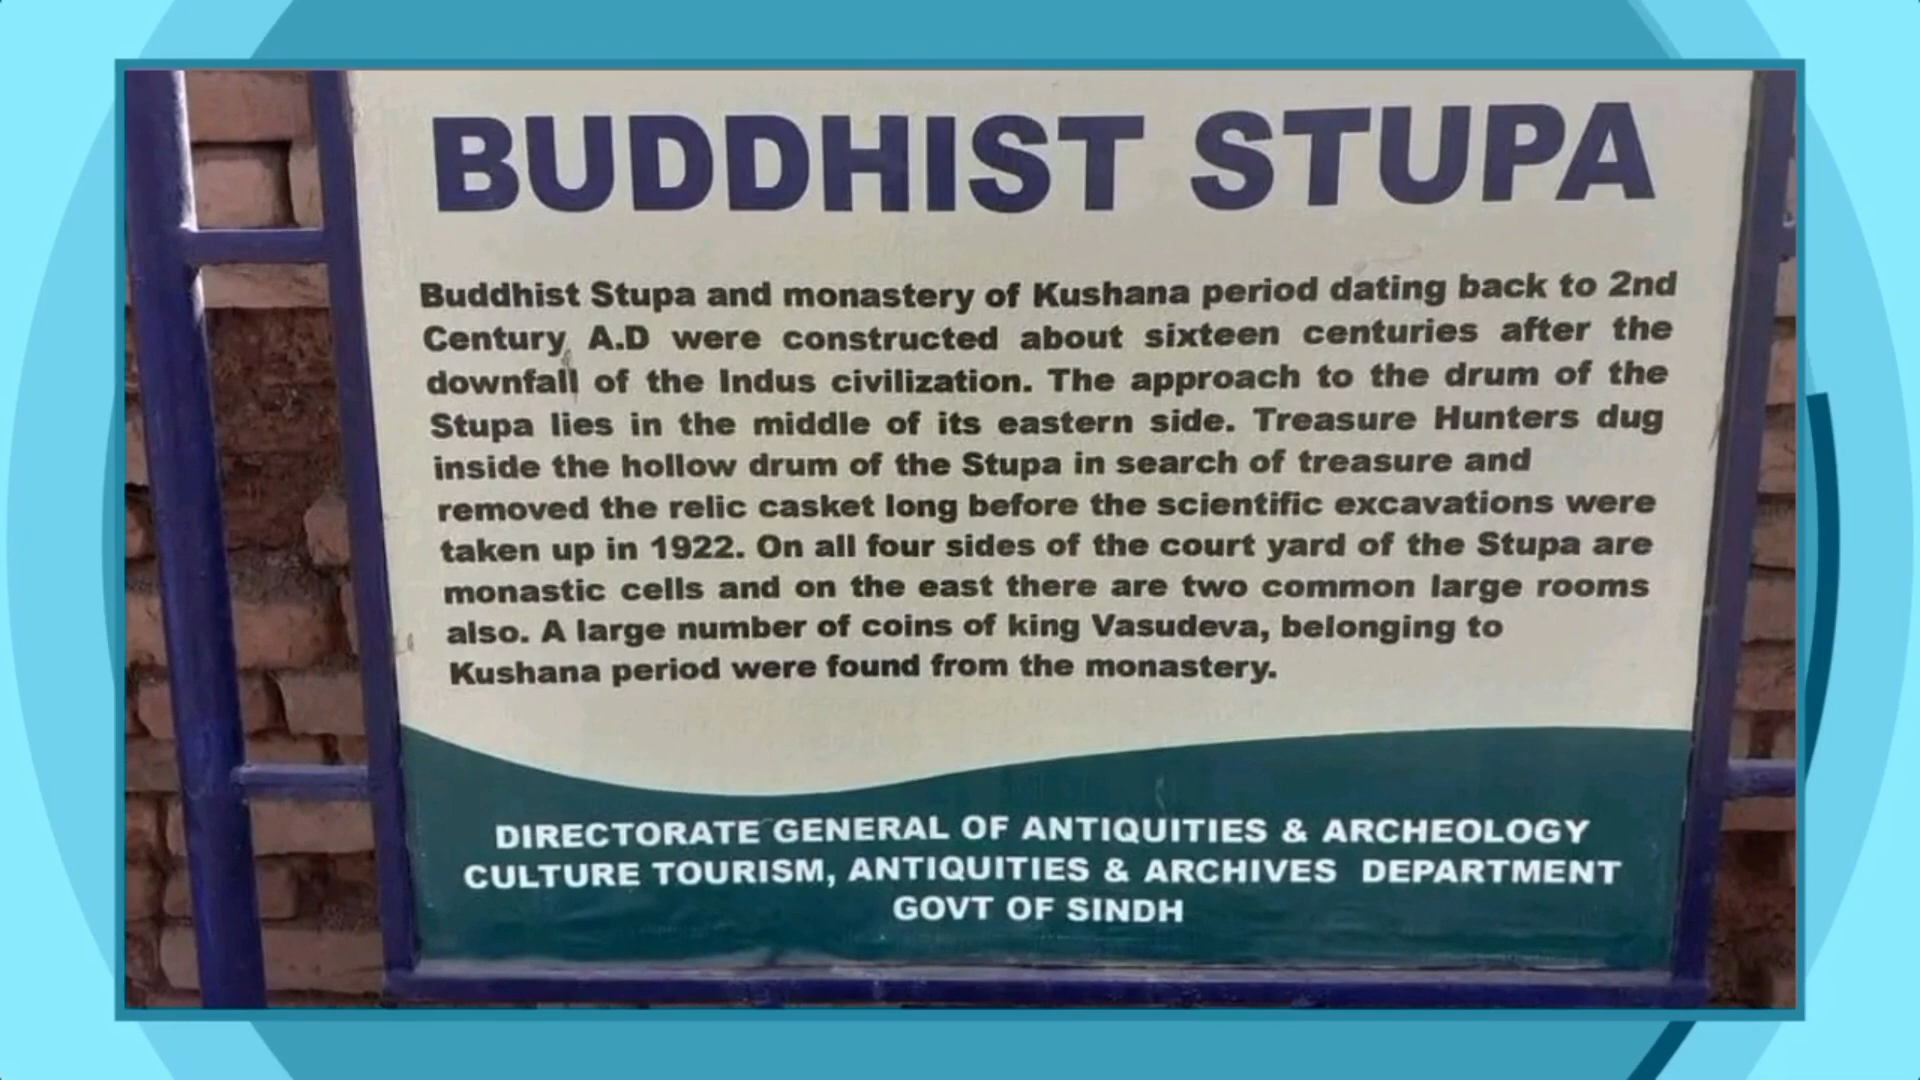 BUDDHIST STUPA
Buddhist Stupa and monastery of Kushana period dating back to 2nd
Century A.D were constructed about sixteen centuries after the
downfall of the Indus civilization. The approach to the drum of the
Stupa lies in the middle of its eastern side. Treasure Hunters dug
inside the hollow drum of the Stupa in search of treasure and
removed the relic casket long before the scientific excavations were
taken up in 1922. On all four sides of the court yard of the Stupa are
monastic cells and on the east there are two common large rooms
also. A large number of coins of king Vasudeva, belonging to
Kushana period were found from the monastery.
DIRECTORATE GENERAL OF ANTIQUITIES & ARCHEOLOGY
CULTURE TOURISM, ANTIQUITIES & ARCHIVES DEPARTMENT
GOVT OF SINDH